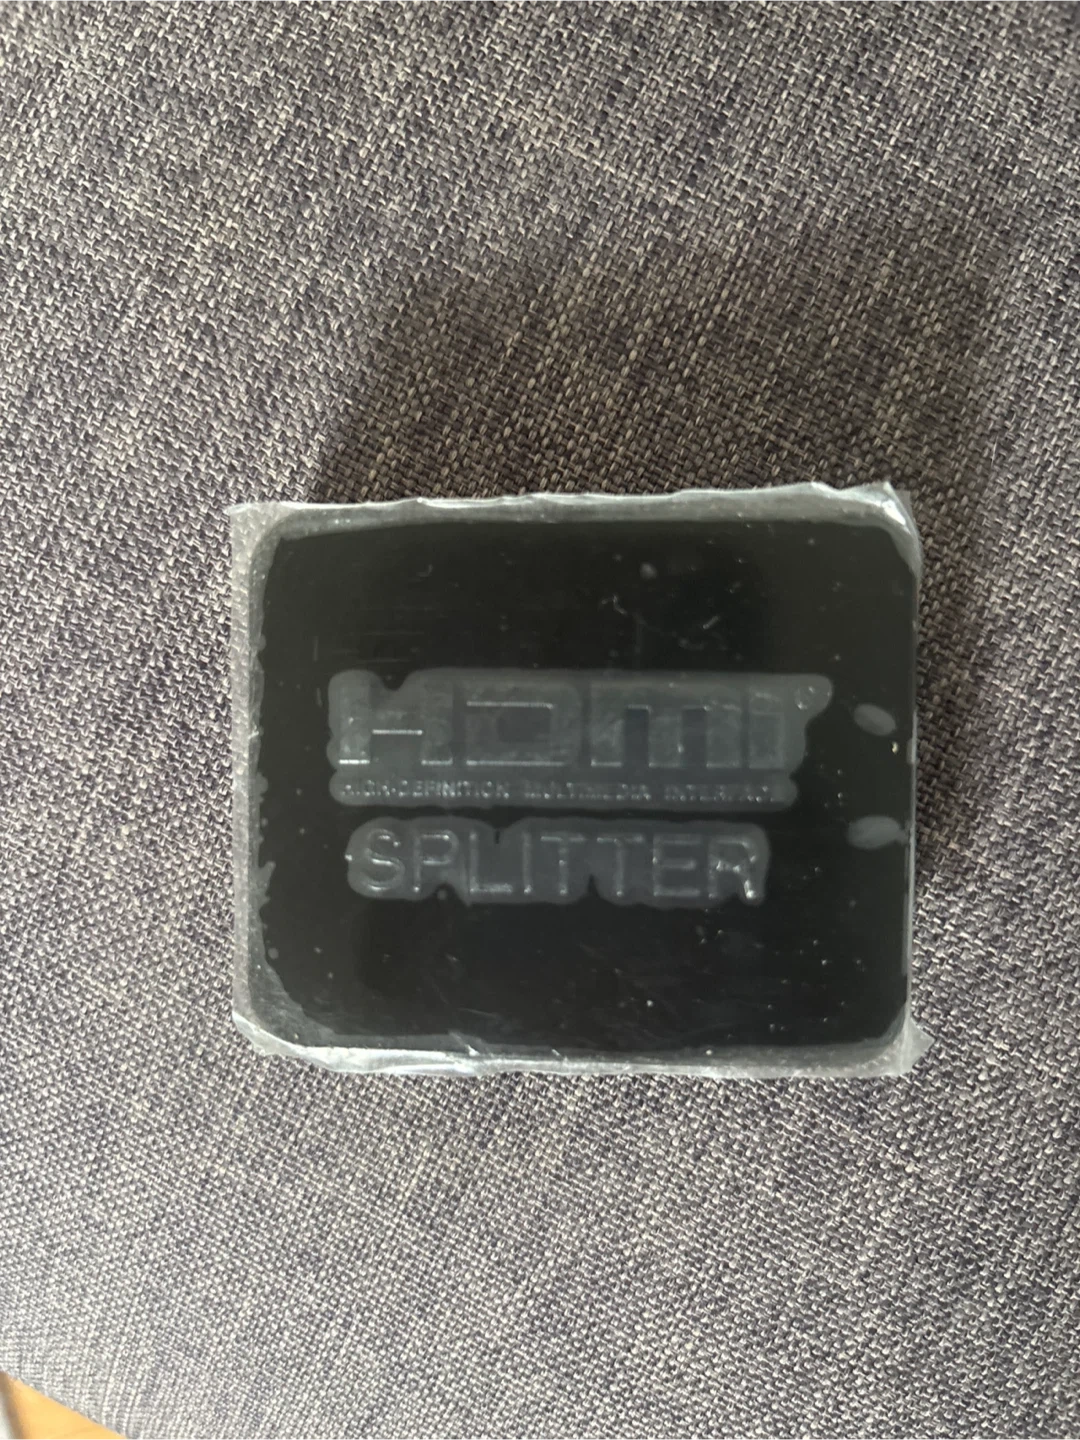 HDMI®
HIGH-DEFINITION MULTIMEDIA INTERFACE
SPLITTER